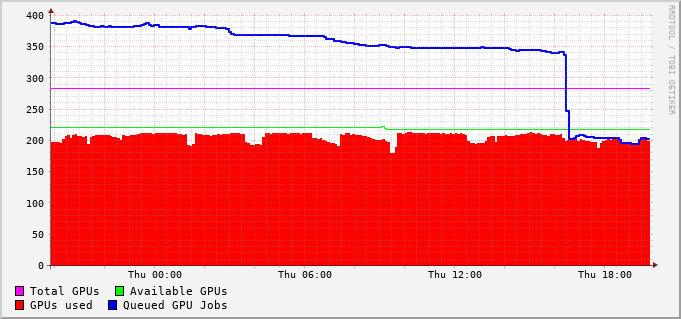 400
350
300
250
200
150
100
50
0
Thu 00:00 Thu 06:00 Thu 12:00 Thu 18:00
Total GPUs Available GPUs
GPUs used Queued GPU Jobs
RRDTOOL / TOBI OETIKER